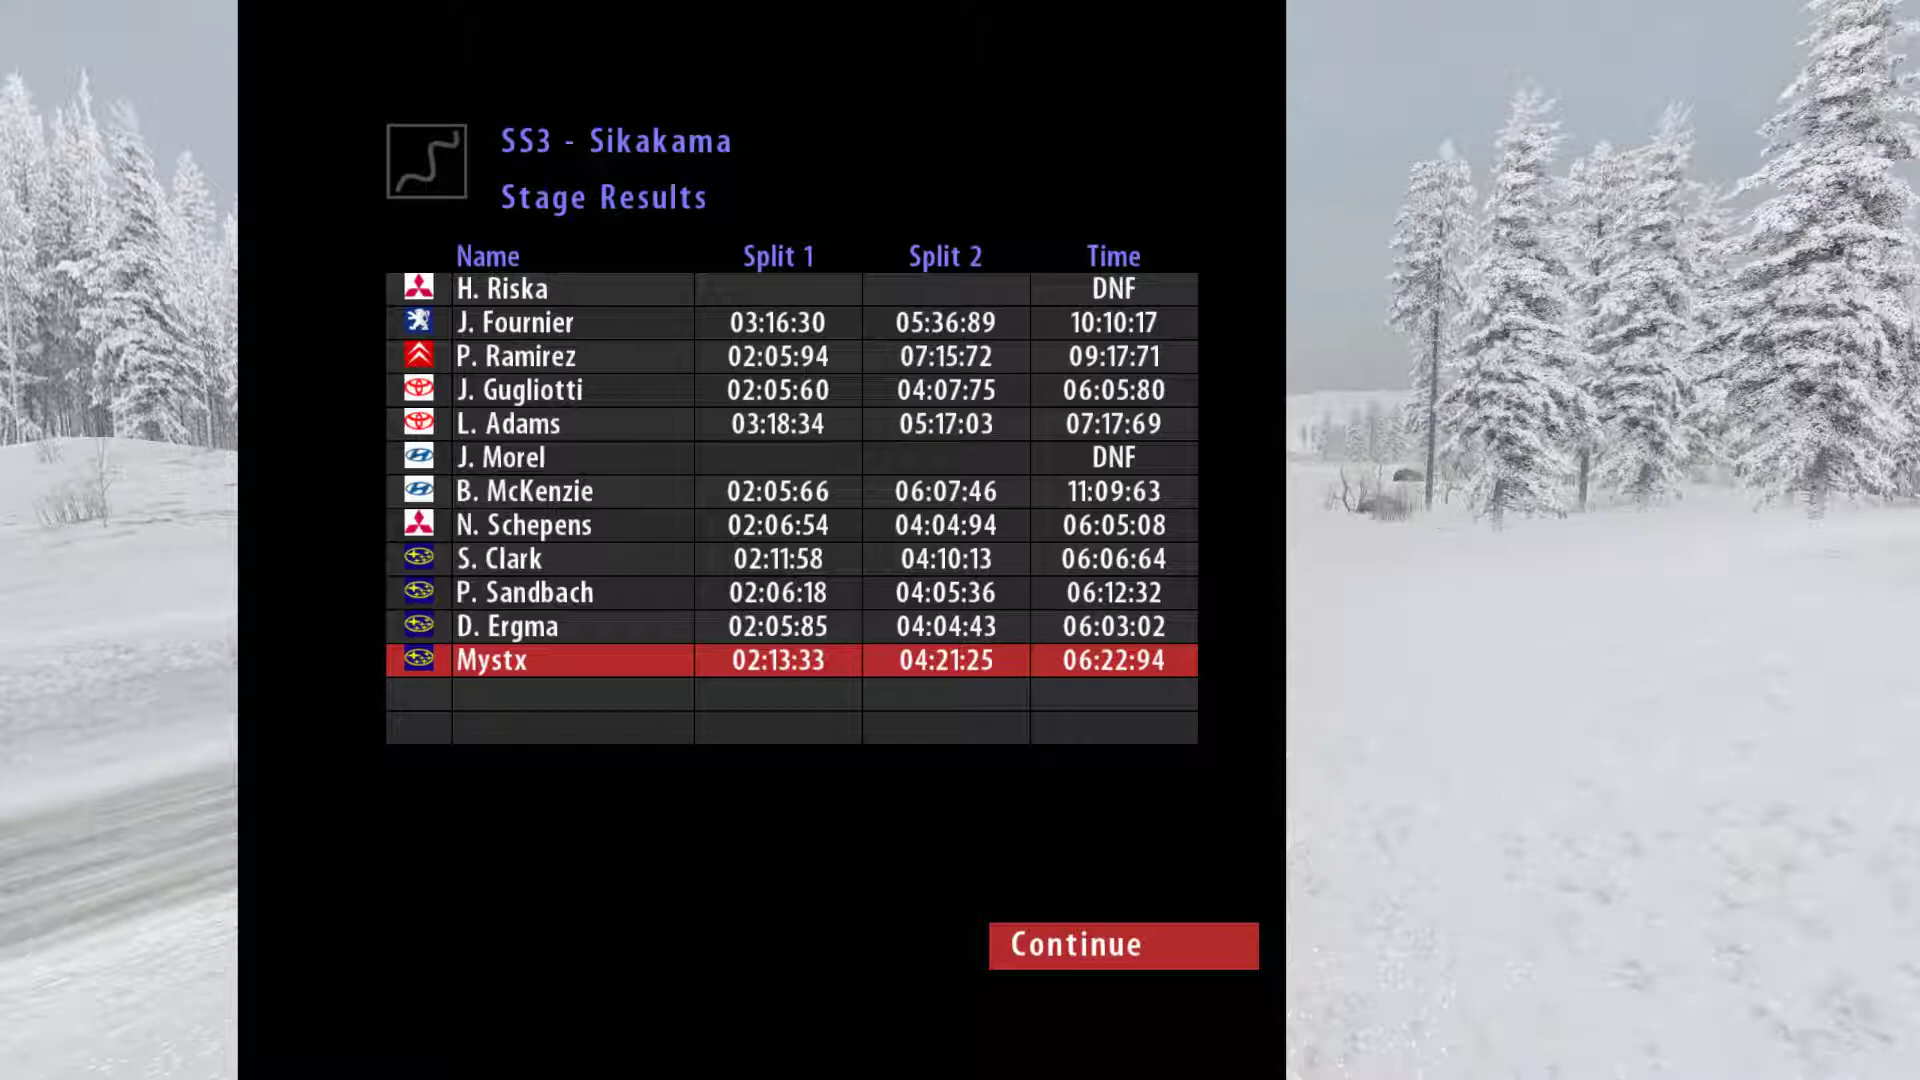 SS3 - Sikakama
Stage Results
Name Split 1 Split 2 Time
H. Riska DNF
J. Fournier 03:16:30 05:36:89 10:10:17
P. Ramirez 02:05:94 07:15:72 09:17:71
J. Gugliotti 02:05:60 04:07:75 06:05:80
L. Adams 03:18:34 05:17:03 07:17:69
J. Morel DNF
B. McKenzie 02:05:66 06:07:46 11:09:63
N. Schepens 02:06:54 04:04:94 06:05:08
S. Clark 02:11:58 04:10:13 06:06:64
P. Sandbach 02:06:18 04:05:36 06:12:32
D. Ergma 02:05:85 04:04:43 06:03:02
Mystx 02:13:33 04:21:25 06:22:94
Continue